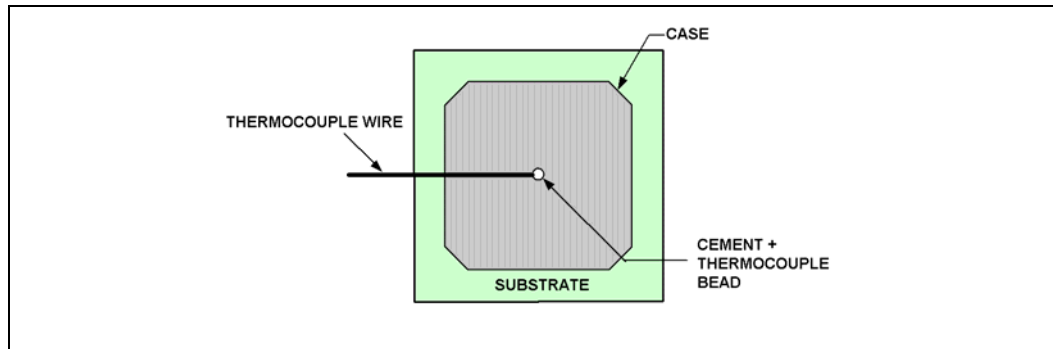 CASE
THERMOCOUPLE WIRE
CEMENT +
THERMOCOUPLE
BEAD
SUBSTRATE